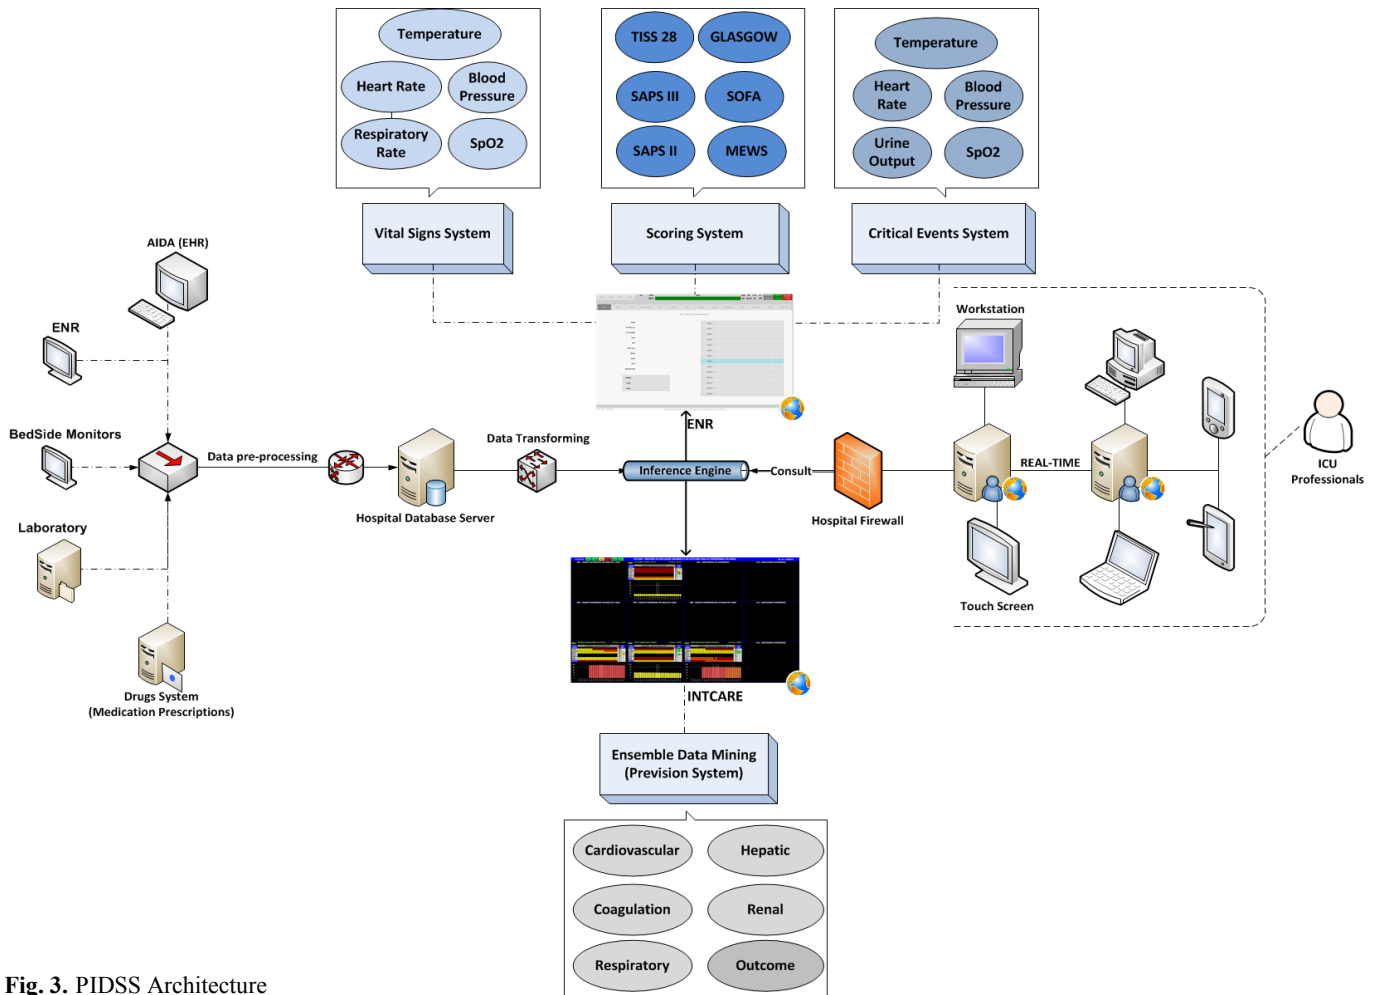 Temperature
Heart Rate
Blood
Pressure
Respiratory
Rate
SpO2
TISS 28
GLASGOW
SAPS III
SOFA
SAPS II
MEWS
Temperature
Heart
Rate
Blood
Pressure
Urine
Output
SpO2
Vital Signs System
Scoring System
Critical Events System
AIDA (EHR)
ENR
BedSide Monitors
Laboratory
Drugs System
(Medication Prescriptions)
Data pre-processing
Hospital Database Server
Data Transforming
ENR
Inference Engine
Consult
Hospital Firewall
Workstation
REAL-TIME
Touch Screen
ICU
Professionals
INTCARE
Ensemble Data Mining
(Prevision System)
Cardiovascular
Hepatic
Coagulation
Renal
Respiratory
Outcome
Fig. 3. PIDSS Architecture